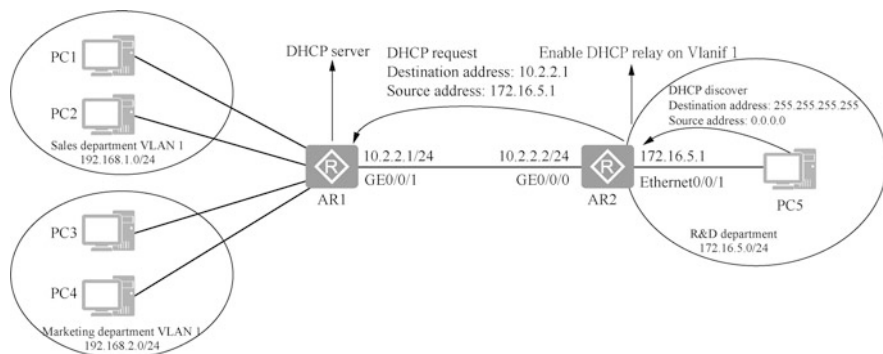 PC1
PC2
Sales department VLAN 1
192.168.1.0/24
PC3
PC4
Marketing department VLAN 1
192.168.2.0/24
DHCP server
DHCP request
Destination address: 10.2.2.1
Source address: 172.16.5.1
Enable DHCP relay on Vlanif 1
DHCP discover
Destination address: 255.255.255.255
Source address: 0.0.0.0
R
AR1
10.2.2.1/24
GE0/0/1
10.2.2.2/24
GE0/0/0
R
AR2
172.16.5.1
Ethernet0/0/1
PC5
R&D department
172.16.5.0/24